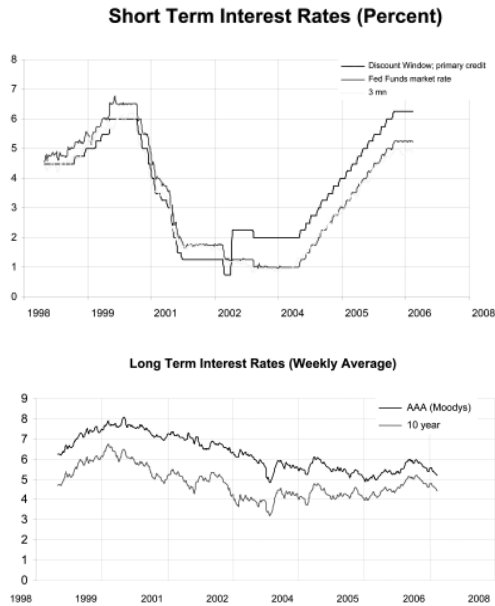 Short Term Interest Rates (Percent)
8
Discount Window; primary credit
7
Fed Funds market rate
3 mn
6
5
4
3
2
1
0
1998 1999 2001 2002 2004 2006 2008
Long Term Interest Rates (Weekly Average)
9
AAA (Moodys)
8
10 year
7
6
5
4
3
2
1
0
1998 1999 2001 2002 2004 2006 2008